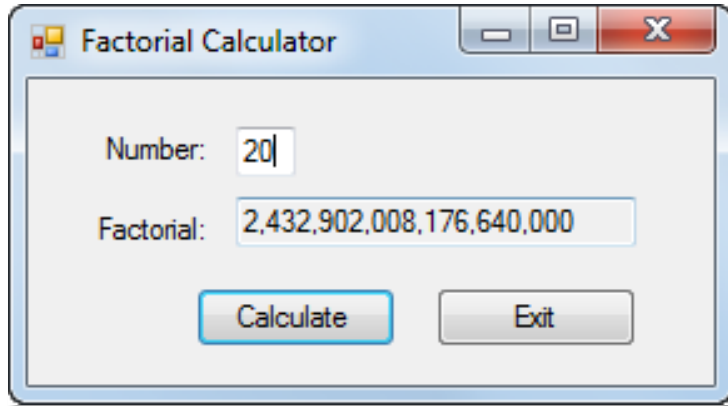 Factorial Calculator
Number: 20
Factorial: 2,432,902,008,176,640,000
Calculate Exit